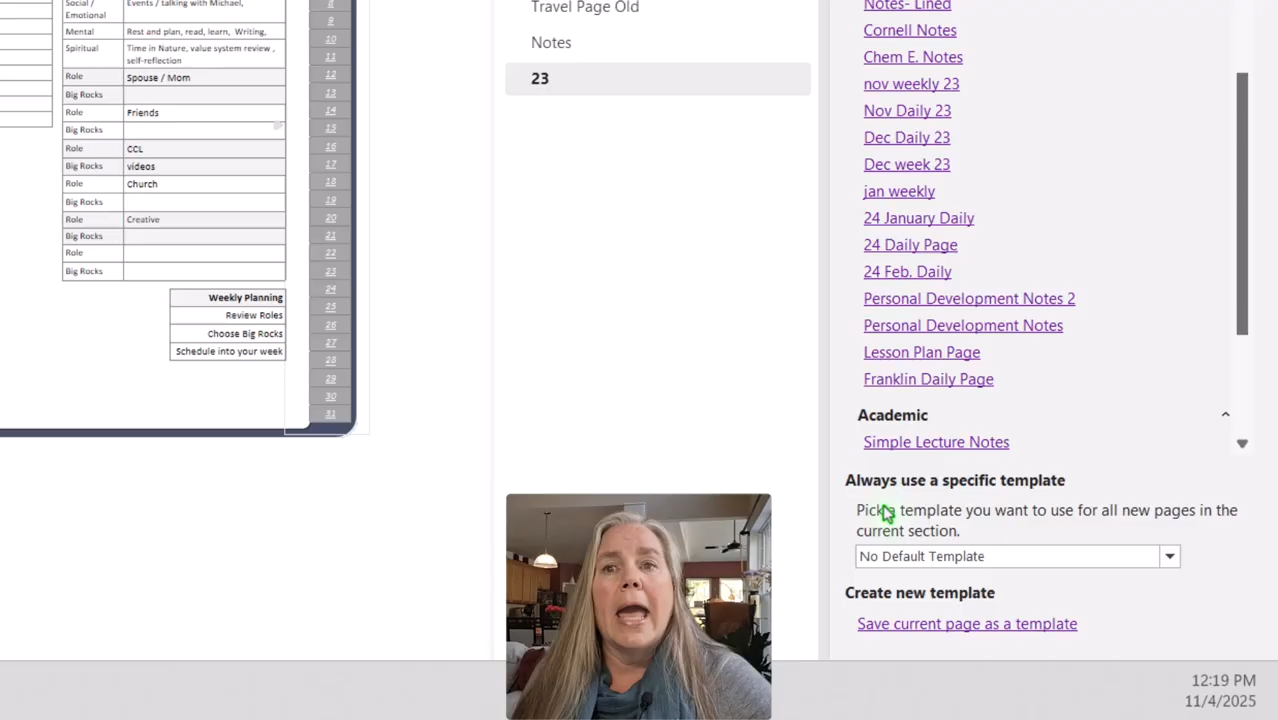 Social /
Emotional
Events / talking with Michael,
Mental
Rest and plan, read, learn, Writing,
Spiritual
Time in Nature, value system review ,
self-reflection
Role
Spouse / Mom
Big Rocks
Role
Friends
Big Rocks
Role
CCL
Big Rocks
videos
Role
Church
Big Rocks
Role
Creative
Big Rocks
Role
Big Rocks
Weekly Planning
Review Roles
Choose Big Rocks
Schedule into your week
8
9
10
11
12
13
14
15
16
17
18
19
20
21
22
23
24
25
26
27
28
29
30
31
Travel Page Old
Notes
23
Notes- Lined
Cornell Notes
Chem E. Notes
nov weekly 23
Nov Daily 23
Dec Daily 23
Dec week 23
jan weekly
24 January Daily
24 Daily Page
24 Feb. Daily
Personal Development Notes 2
Personal Development Notes
Lesson Plan Page
Franklin Daily Page
Academic
Simple Lecture Notes
Always use a specific template
Pick a template you want to use for all new pages in the
current section.
No Default Template
Create new template
Save current page as a template
12:19 PM
11/4/2025